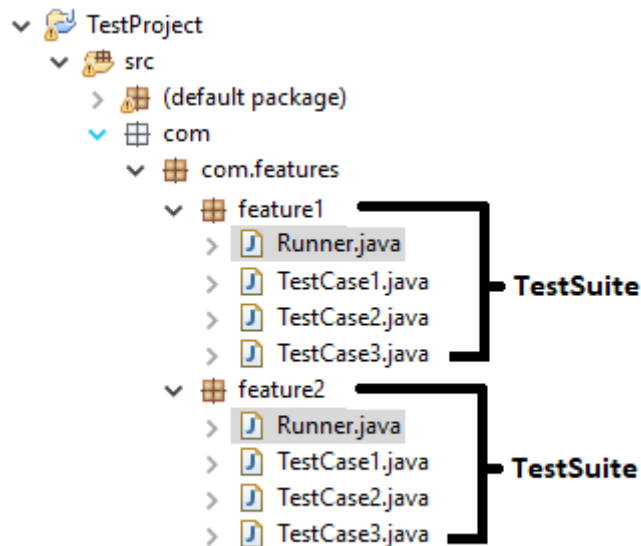 TestProject
src
(default package)
com
com.features
feature1
Runner.java
TestCase1.java
TestSuite
TestCase2.java
TestCase3.java
feature2
Runner.java
TestCase1.java
TestSuite
TestCase2.java
TestCase3.java